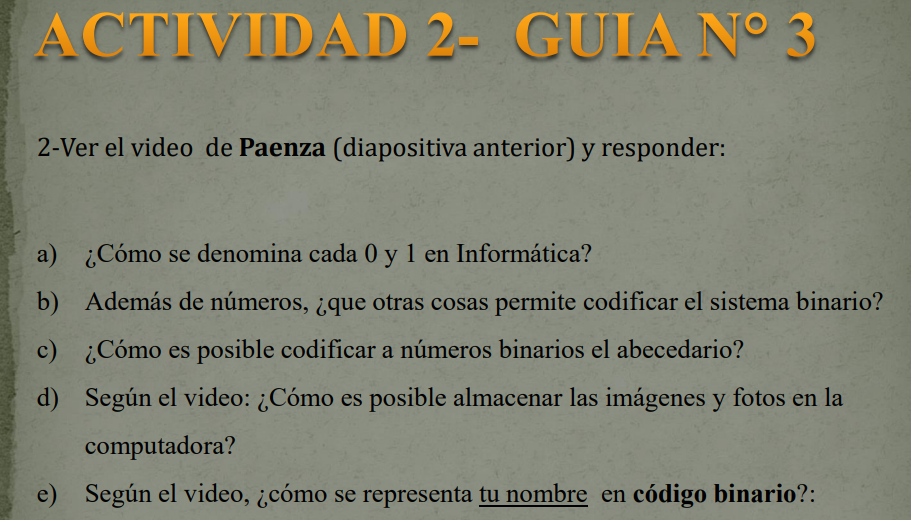 ACTIVIDAD 2- GUIA N° 3
2-Ver el video de Paenza (diapositiva anterior) y responder:
a) ¿Cómo se denomina cada 0 y 1 en Informática?
b) Además de números, ¿que otras cosas permite codificar el sistema binario?
c) ¿Cómo es posible codificar a números binarios el abecedario?
d) Según el video: ¿Cómo es posible almacenar las imágenes y fotos en la
computadora?
e) Según el video, ¿cómo se representa tu nombre en código binario?: